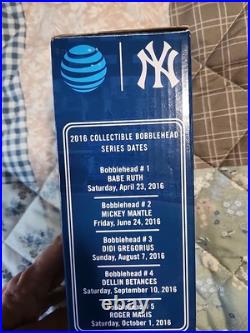 NY
2016 COLLECTIBLE BOBBLEHEAD
SERIES DATES
Bobblehead # 1
BABE RUTH
Saturday, April 23, 2016
Bobblehead # 2
MICKEY MANTLE
Friday, June 24, 2016
Bobblehead # 3
DIDI GREGORIUS
Sunday, August 7, 2016
Bobblehead # 4
DELLIN BETANCES
Saturday, September 10, 2016
ROGER MARIS
Saturday, October 1, 2016